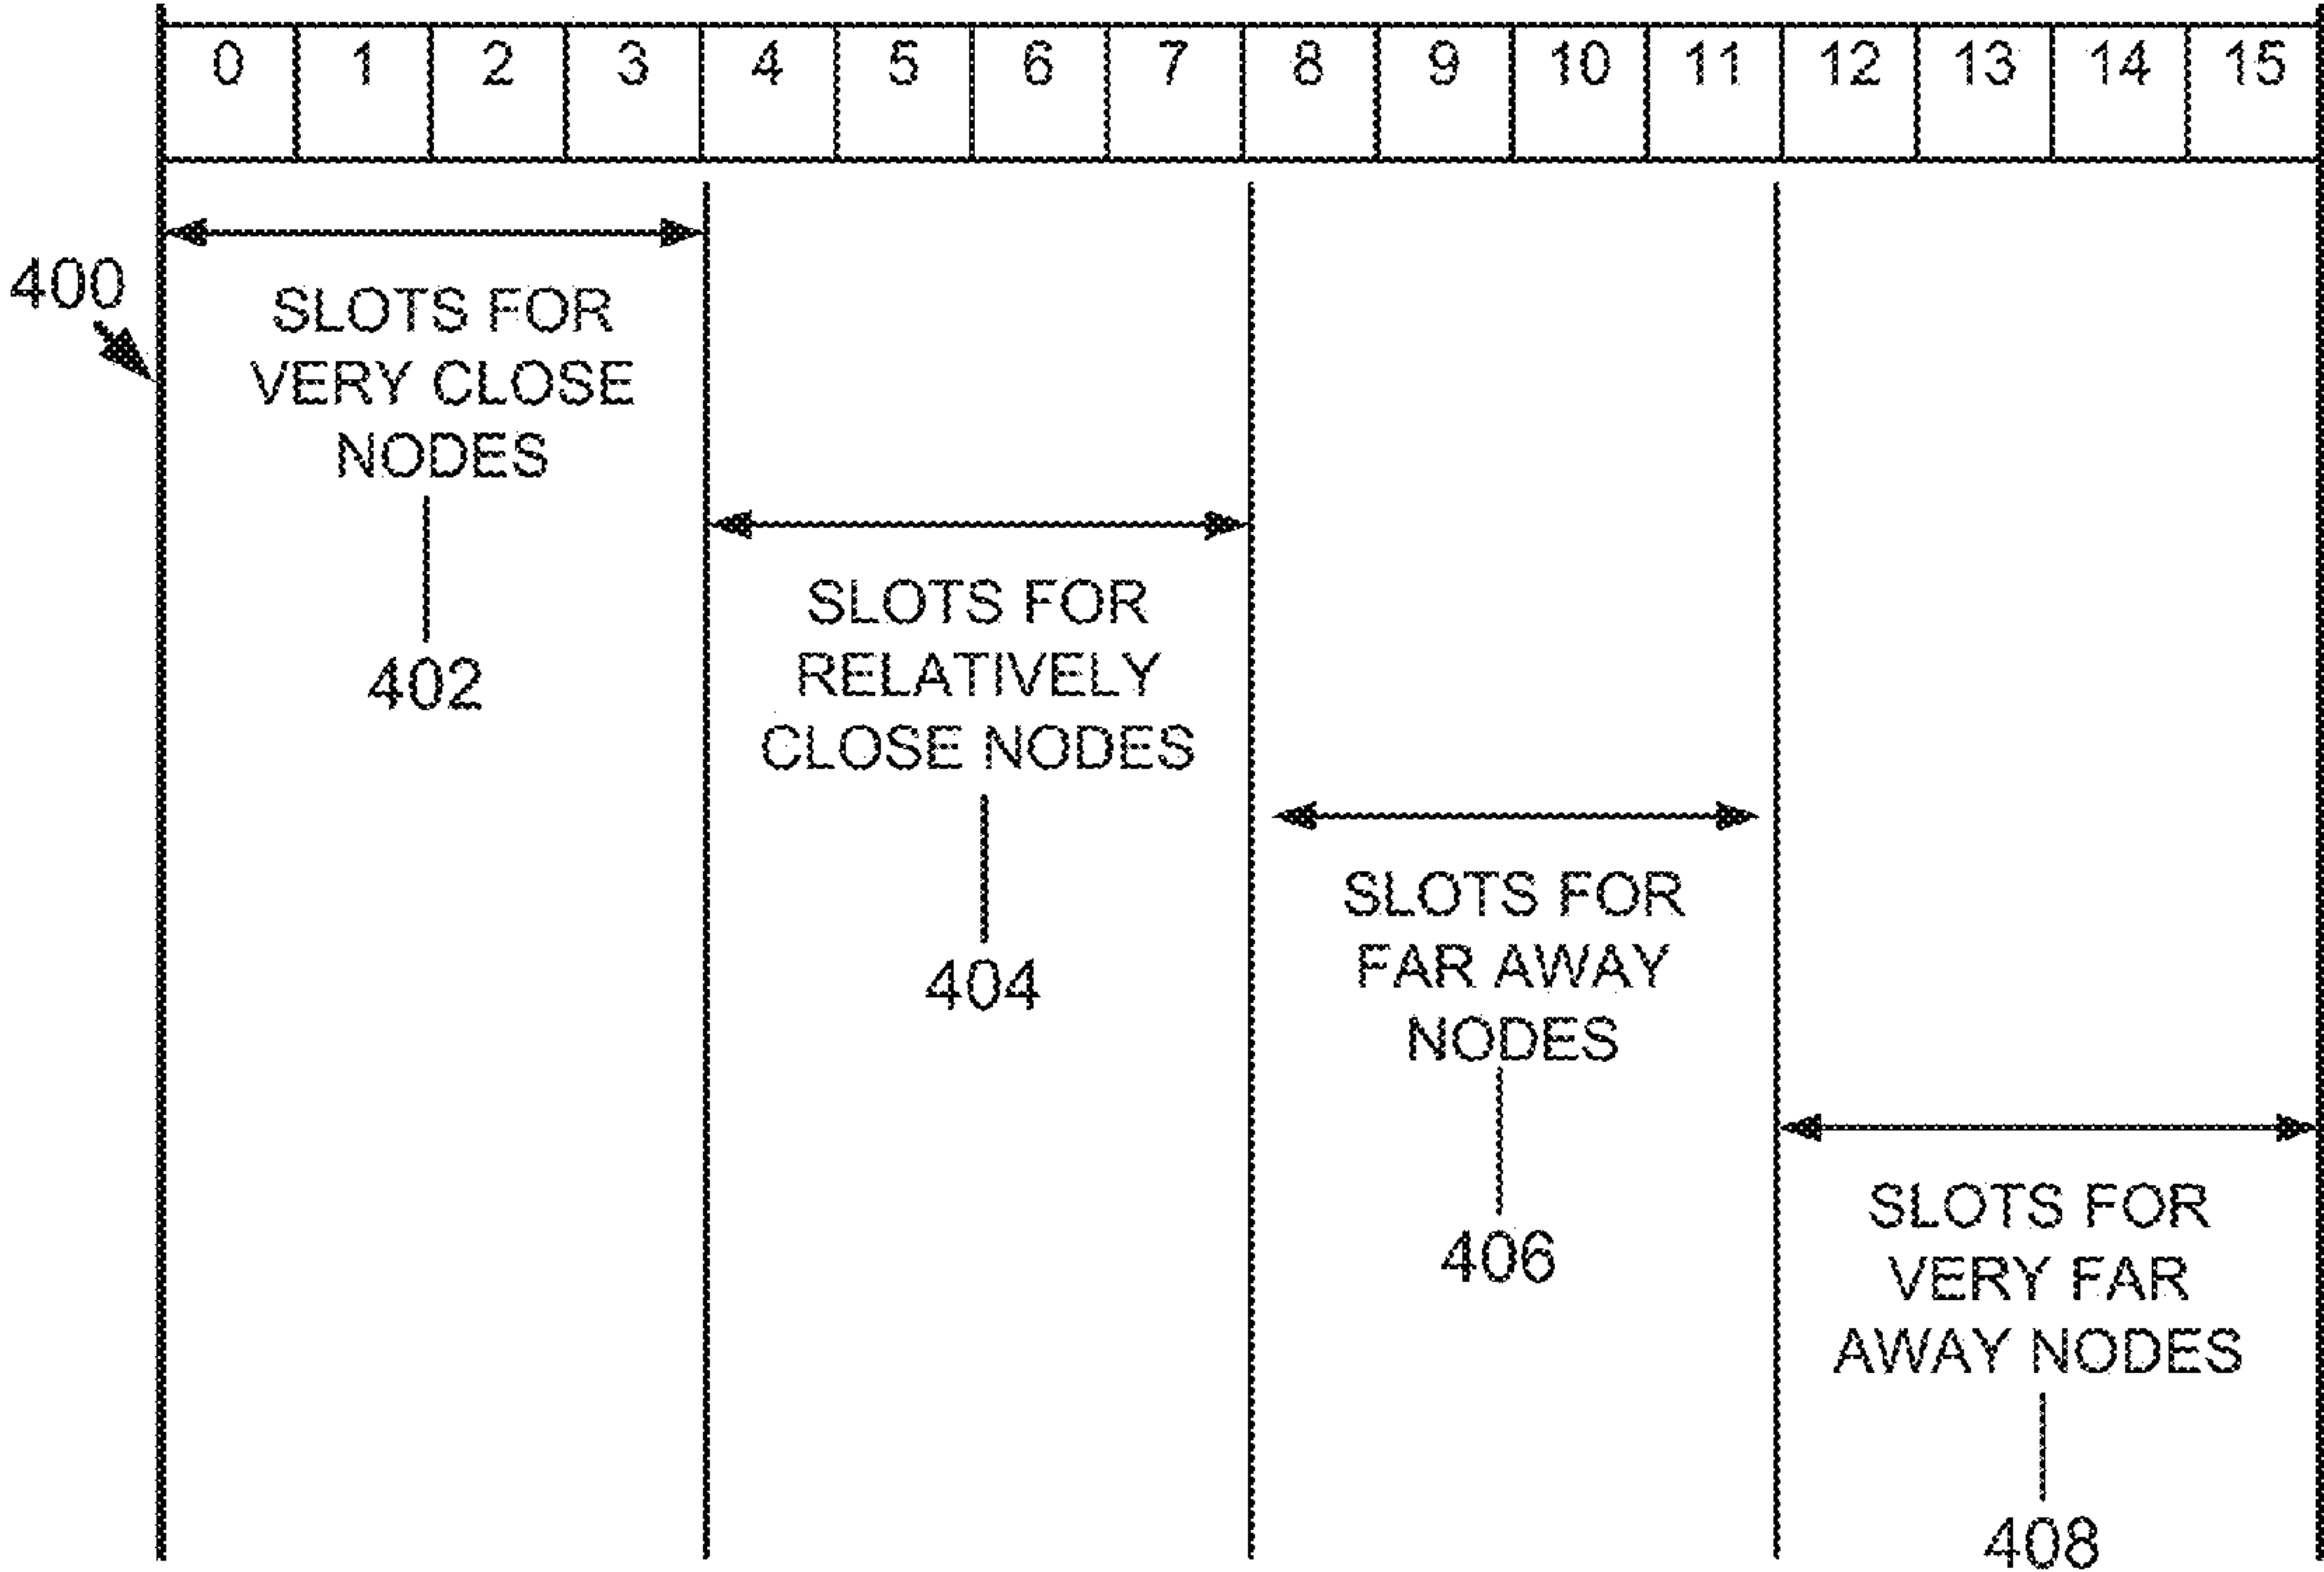 0 1 2 3 4 5 6 7 8 9 10 11 12 13 14 15
400
SLOTS FOR
VERY CLOSE
NODES
402
SLOTS FOR
RELATIVELY
CLOSE NODES
404
SLOTS FOR
FAR AWAY
NODES
406
SLOTS FOR
VERY FAR
AWAY NODES
408